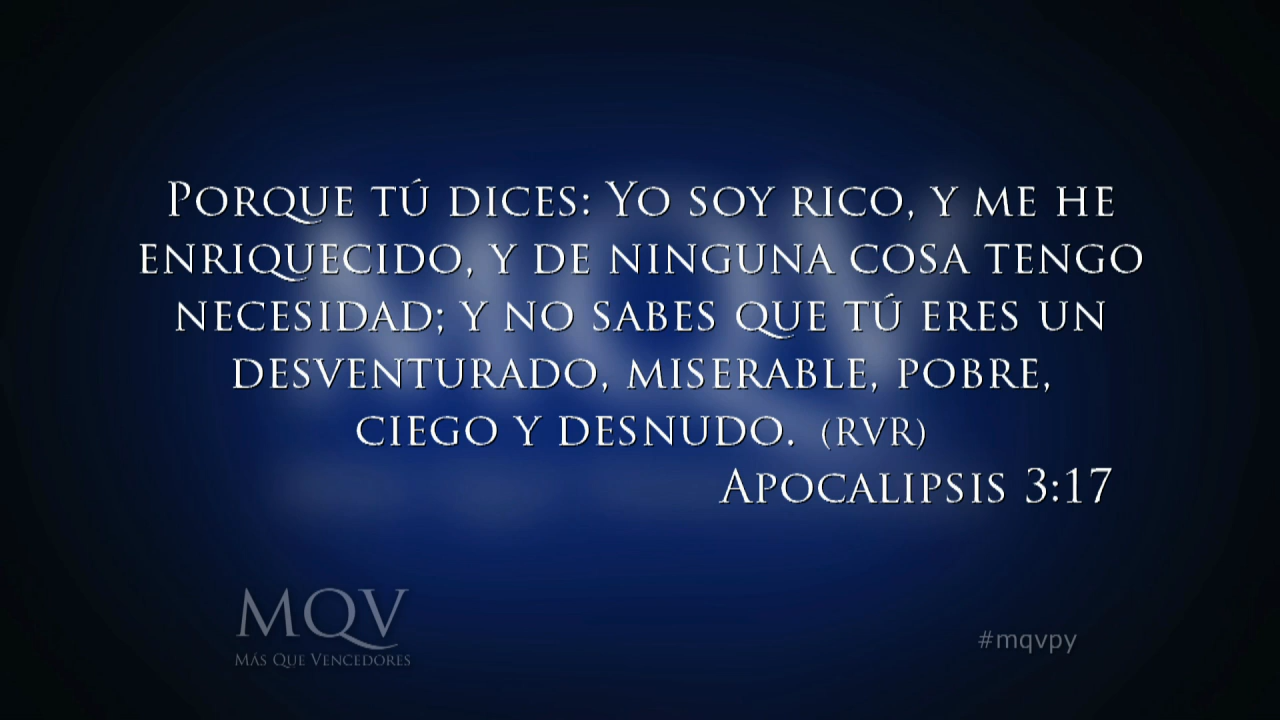 Porque tú dices: Yo soy rico, y me he
enriquecido, y de ninguna cosa tengo
necesidad; y no sabes que tú eres un
desventurado, miserable, pobre,
ciego y desnudo. (RVR)
Apocalipsis 3:17
MQV
Más Que Vencedores
#mqvpy